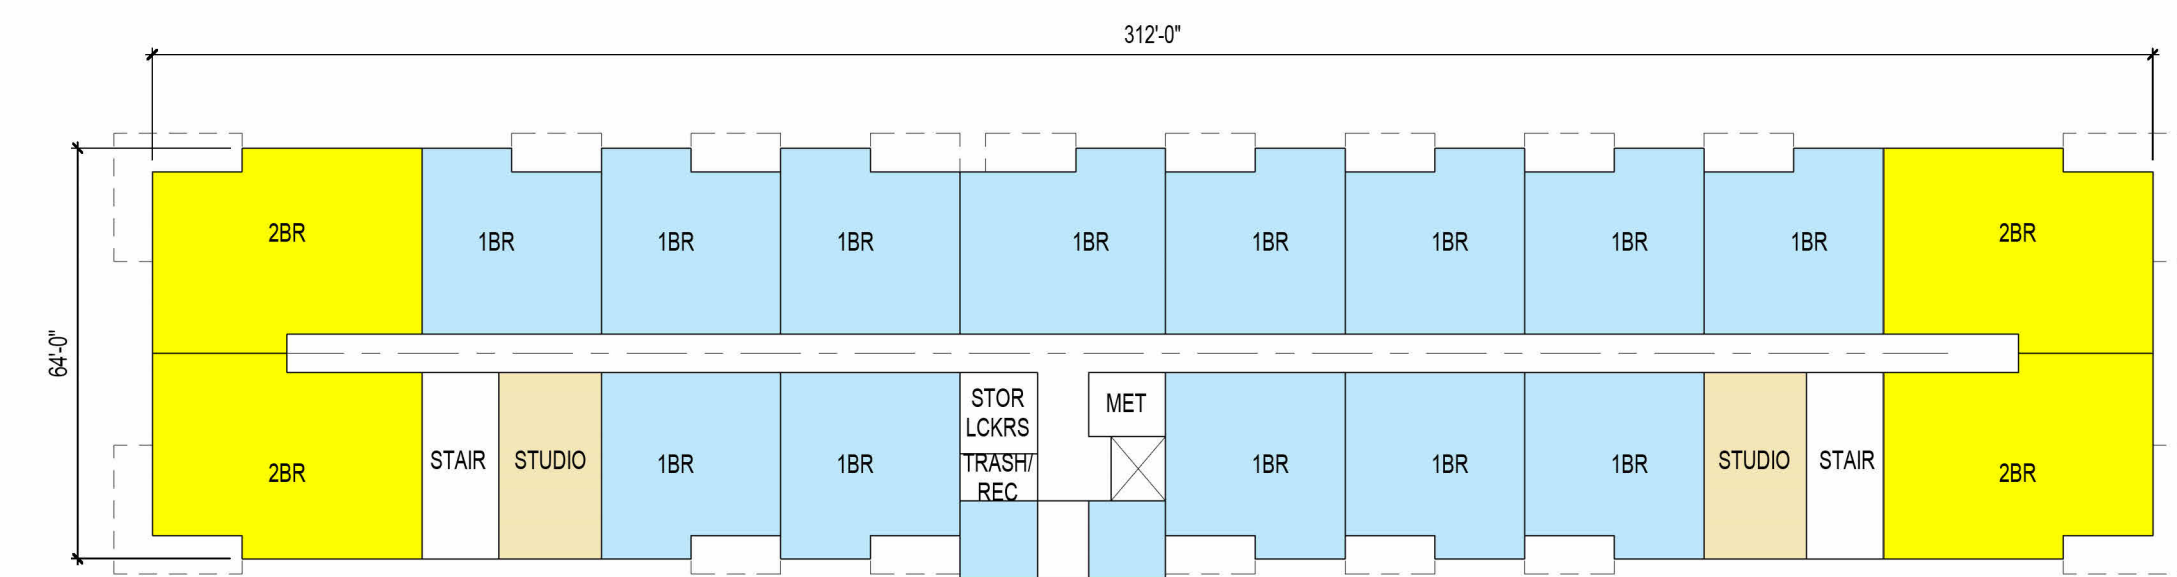 312'-0"
64'-0"
2BR
1BR
1BR
1BR
1BR
1BR
1BR
1BR
1BR
2BR
2BR
STAIR
STUDIO
1BR
1BR
STOR
LCKRS
TRASH/
REC
MET
1BR
1BR
1BR
STUDIO
STAIR
2BR